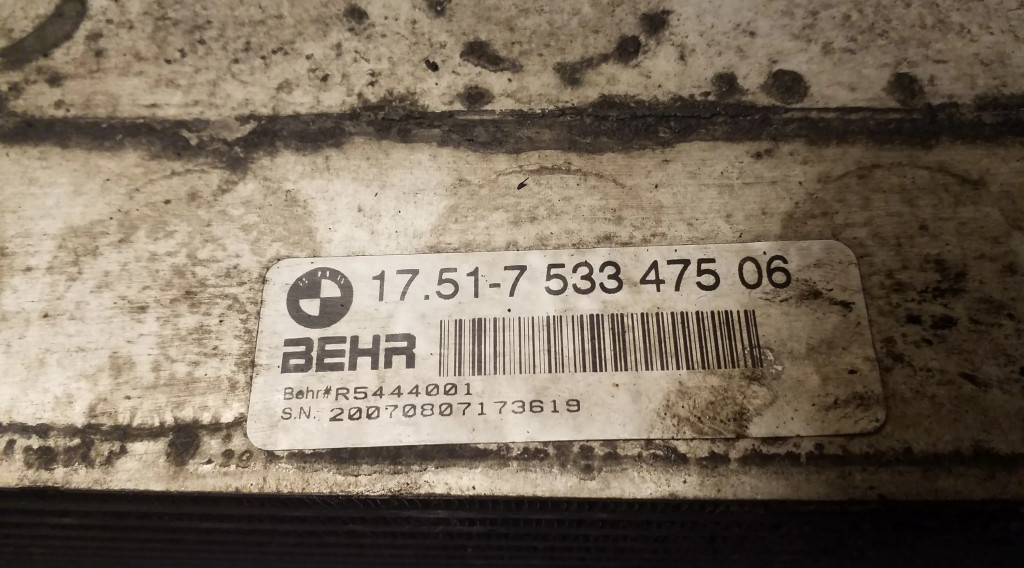 17.51-7 533 475 06
BEHR
Behr# R5444001
S.N. 20070807173619